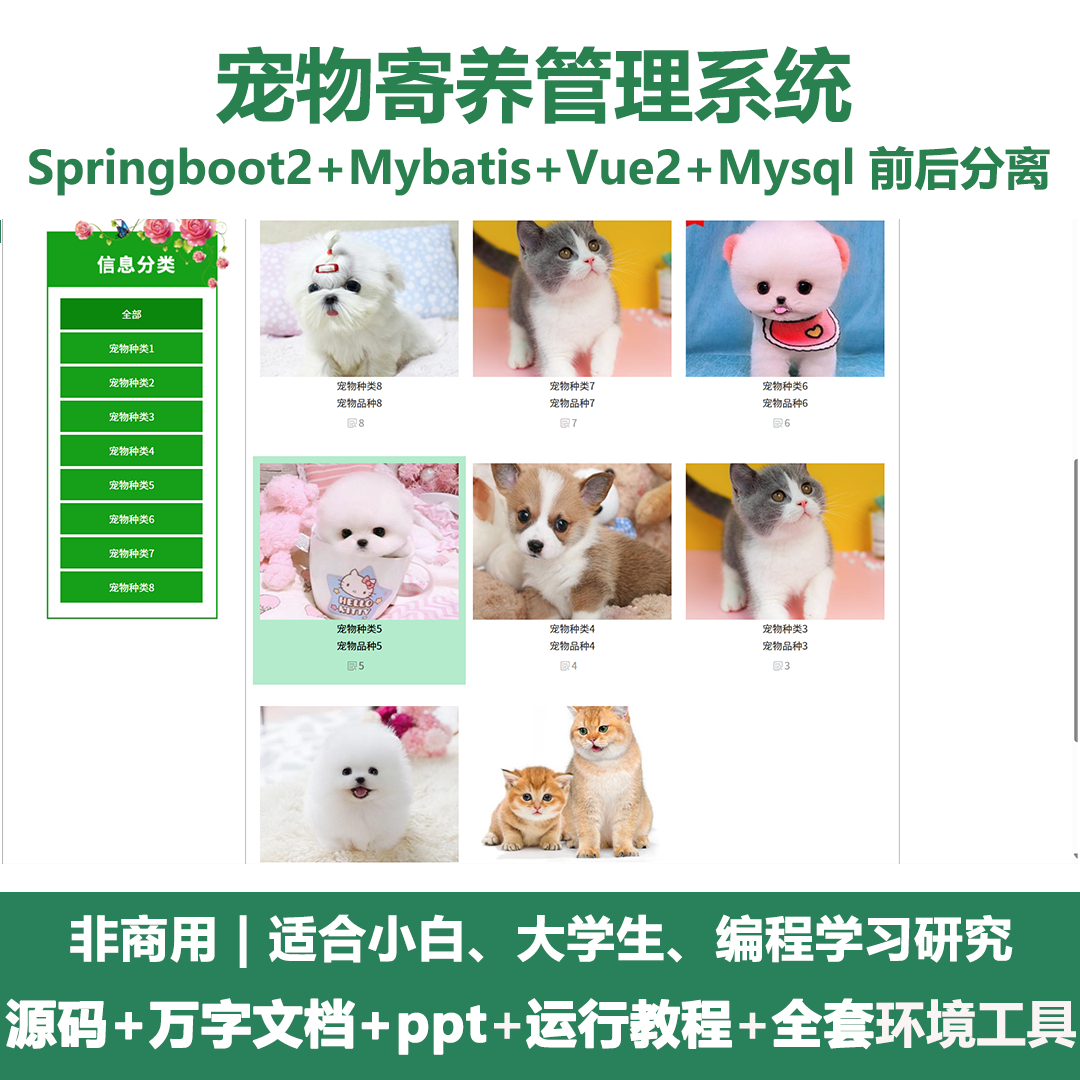 宠物寄养管理系统
Springboot2+Mybatis+Vue2+Mysql 前后分离
信息分类
全部
宠物种类1
宠物种类2
宠物种类3
宠物种类4
宠物种类5
宠物种类6
宠物种类7
宠物种类8
宠物种类8
宠物品种8
8
宠物种类7
宠物品种7
7
宠物种类6
宠物品种6
6
HELLO
KITTY
宠物种类5
宠物品种5
5
宠物种类4
宠物品种4
4
宠物种类3
宠物品种3
3
非商用|适合小白、大学生、编程学习研究
源码+万字文档+ppt+运行教程+全套环境工具